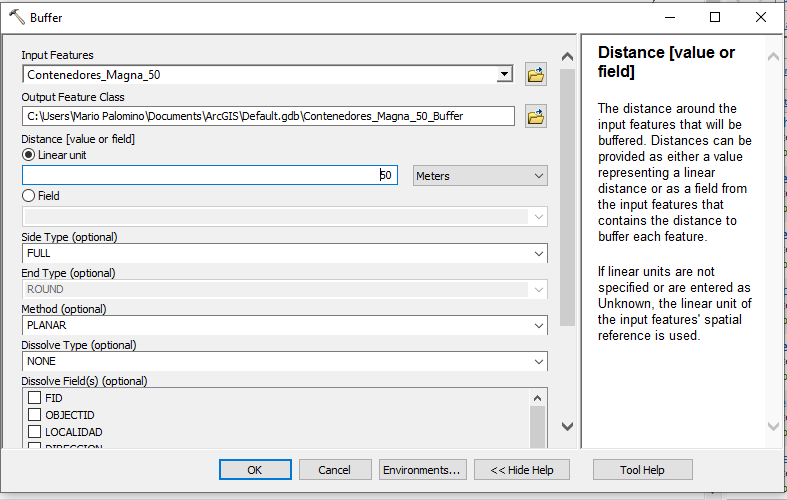 Buffer
Input Features
Contenedores_Magna_50
Output Feature Class
C:\Users\Mario Palomino\Documents\ArcGIS\Default.gdb\Contenedores_Magna_50_Buffer
Distance [value or field]
Linear unit
50
Meters
Field
Side Type (optional)
FULL
End Type (optional)
ROUND
Method (optional)
PLANAR
Dissolve Type (optional)
NONE
Dissolve Field(s) (optional)
FID
OBJECTID
LOCALIDAD
DIRECCION
Distance [value or
field]
The distance around the
input features that will be
buffered. Distances can be
provided as either a value
representing a linear
distance or as a field from
the input features that
contains the distance to
buffer each feature.
If linear units are not
specified or are entered as
Unknown, the linear unit of
the input features' spatial
reference is used.
OK
Cancel
Environments...
<< Hide Help
Tool Help